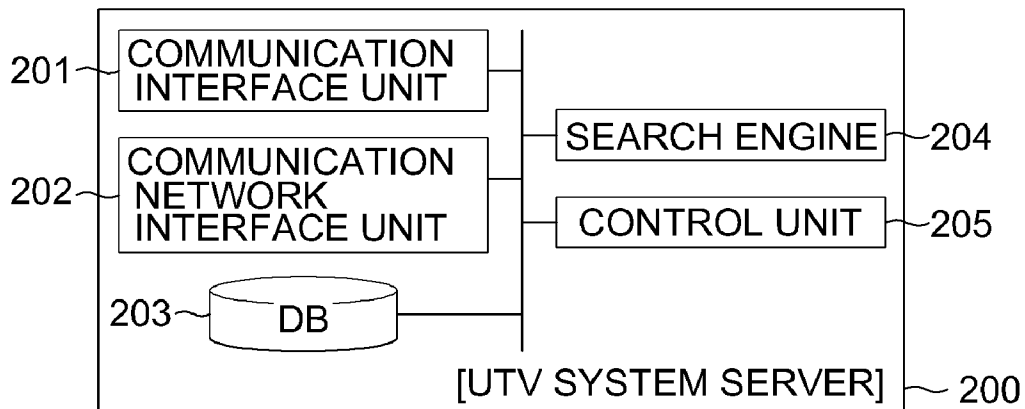 201
COMMUNICATION
INTERFACE UNIT
202
COMMUNICATION
NETWORK
INTERFACE UNIT
203
DB
SEARCH ENGINE
204
CONTROL UNIT
205
[UTV SYSTEM SERVER]
200